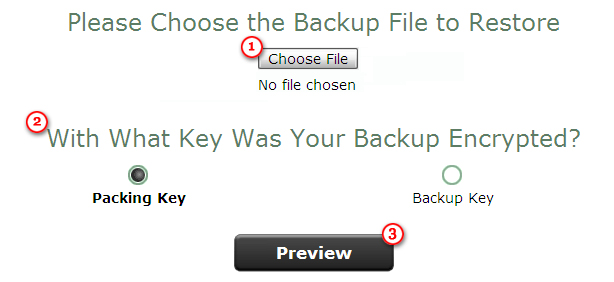 Please Choose the Backup File to Restore
1 Choose File
No file chosen
2 With What Key Was Your Backup Encrypted?
Packing Key Backup Key
Preview 3